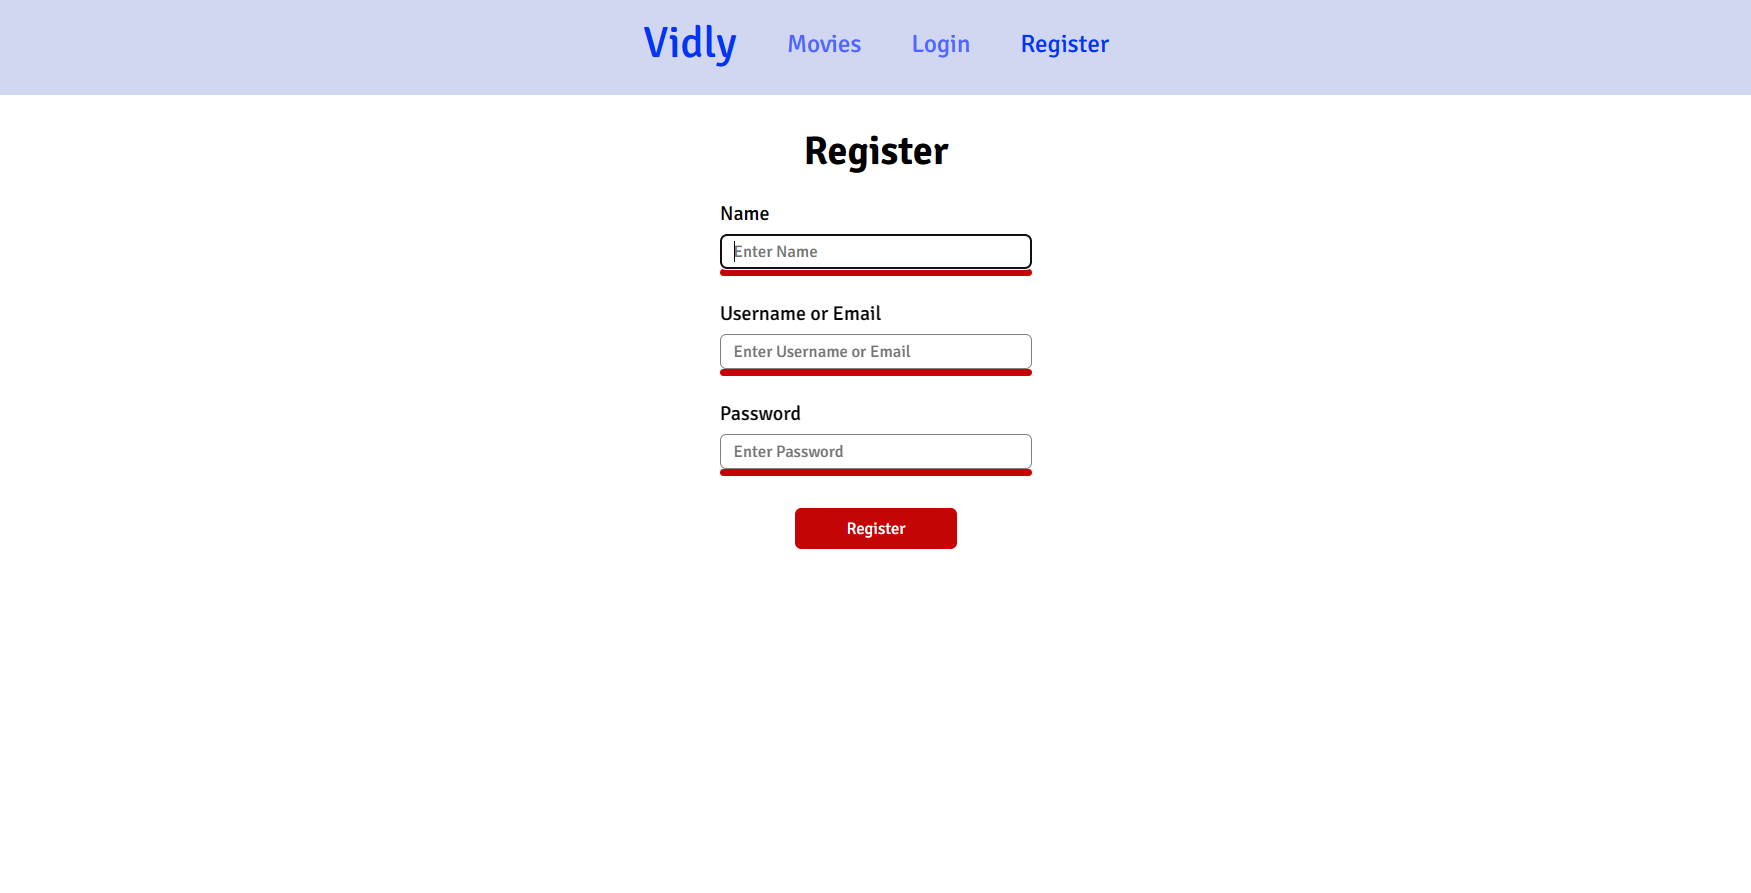 Vidly Movies Login Register
Register
Name
Enter Name
Username or Email
Enter Username or Email
Password
Enter Password
Register